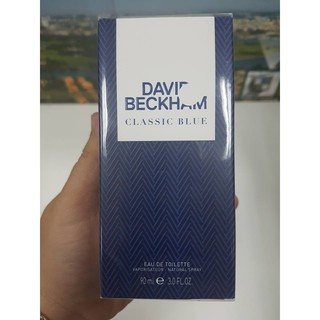 DAVID
BECKHAM
CLASSIC BLUE
EAU DE TOILETTE
VAPORISATEUR - NATURAL SPRAY
90 ml ℮ 3.0 FL.OZ